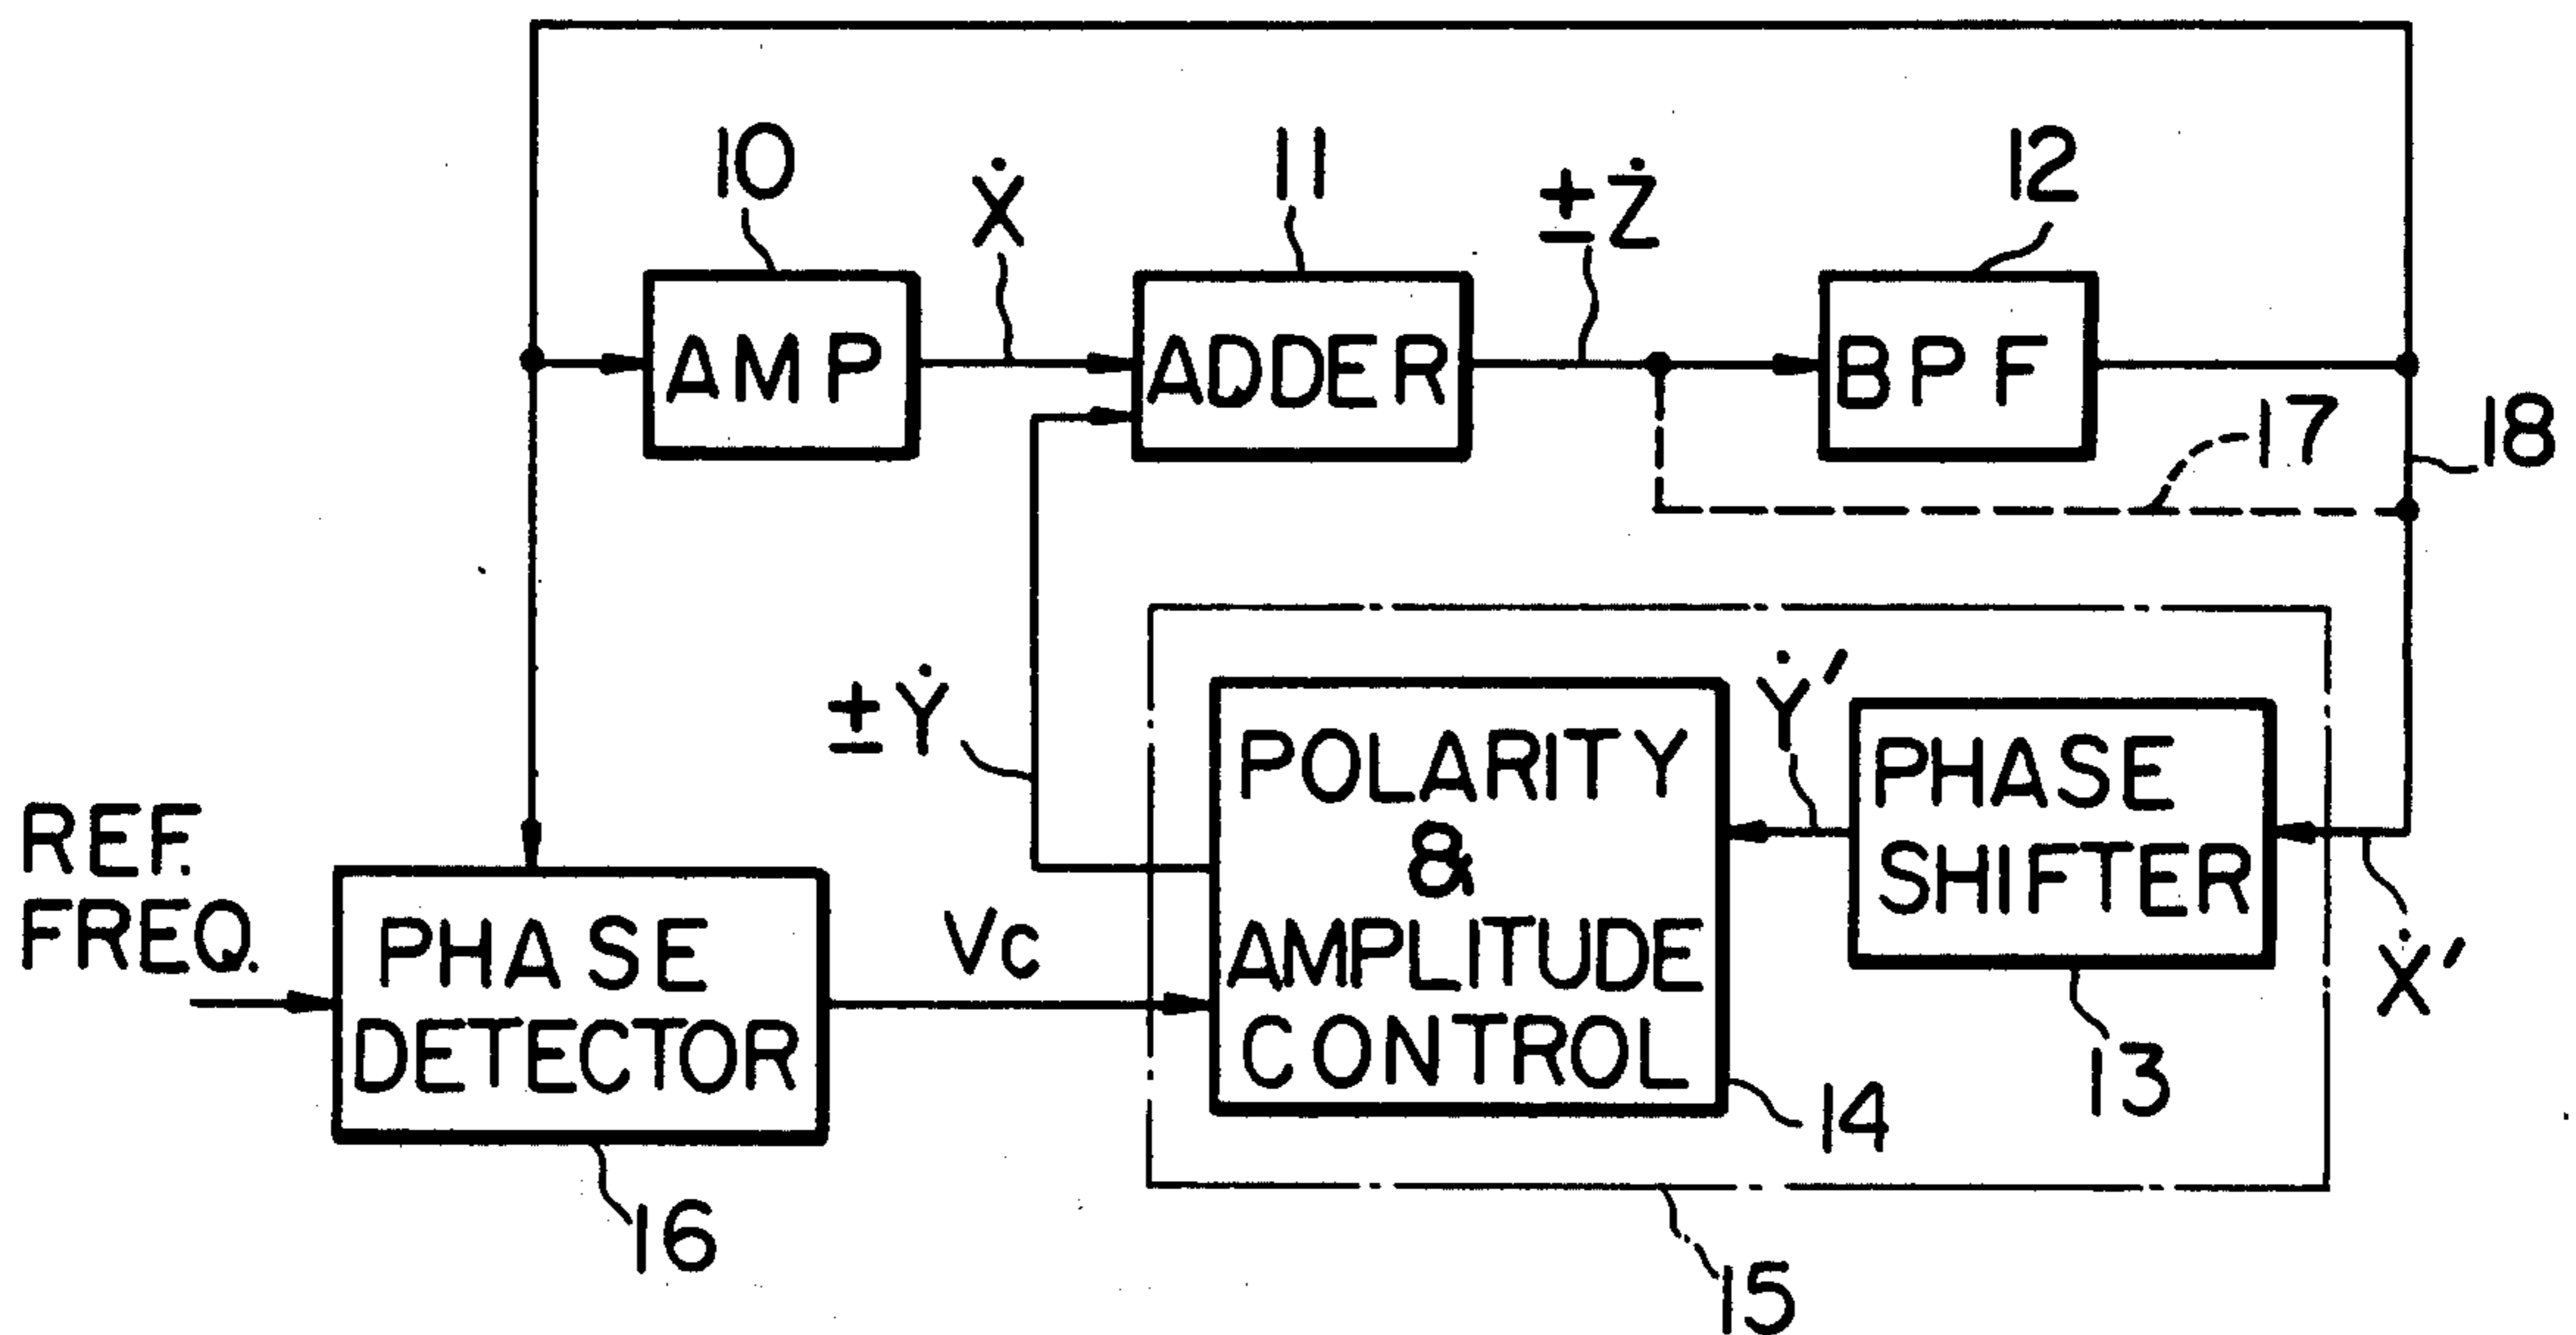 10
Ẋ
11
±Ż
12
AMP
ADDER
BPF
17
18
±Ẏ
POLARITY
&
AMPLITUDE
CONTROL
Ẏ'
PHASE
SHIFTER
REF.
FREQ.
PHASE
DETECTOR
Vc
Ẋ'
13
14
16
15